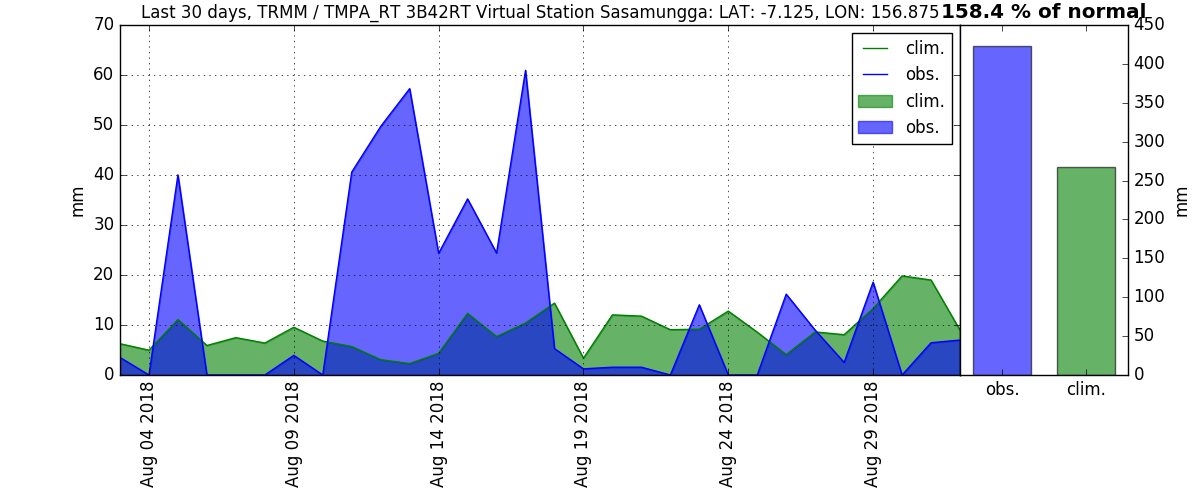 Last 30 days, TRMM / TMPA_RT 3B42RT Virtual Station Sasamungga: LAT: -7.125, LON: 156.875
158.4 % of normal
70
60
50
40
30
20
10
0
mm
Aug 04 2018
Aug 09 2018
Aug 14 2018
Aug 19 2018
Aug 24 2018
Aug 29 2018
clim.
obs.
clim.
obs.
450
400
350
300
250
200
150
100
50
0
mm
obs.
clim.